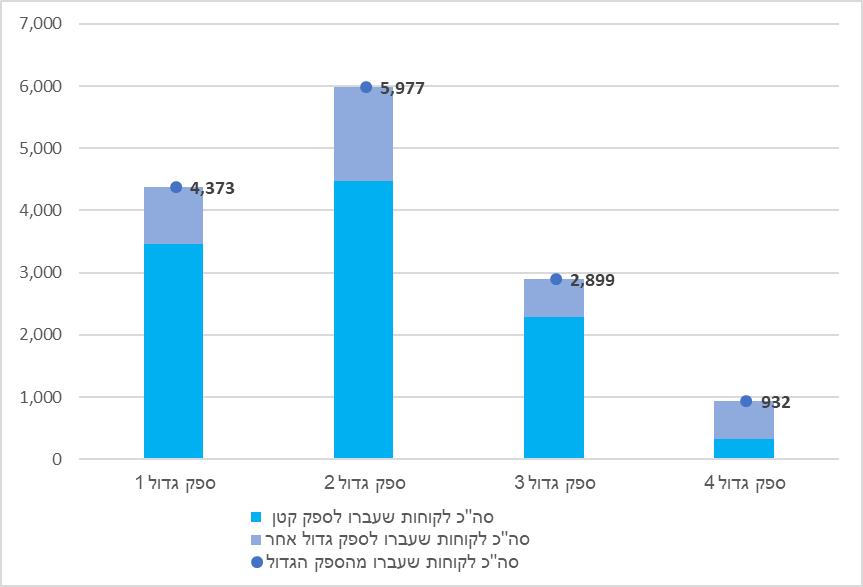 7,000
6,000
5,000
4,000
3,000
2,000
1,000
0
4,373
5,977
2,899
932
ספק גדול 1
ספק גדול 2
ספק גדול 3
ספק גדול 4
סה"כ לקוחות שעברו לספק קטן
סה"כ לקוחות שעברו לספק גדול אחר
סה"כ לקוחות שעברו מהספק הגדול